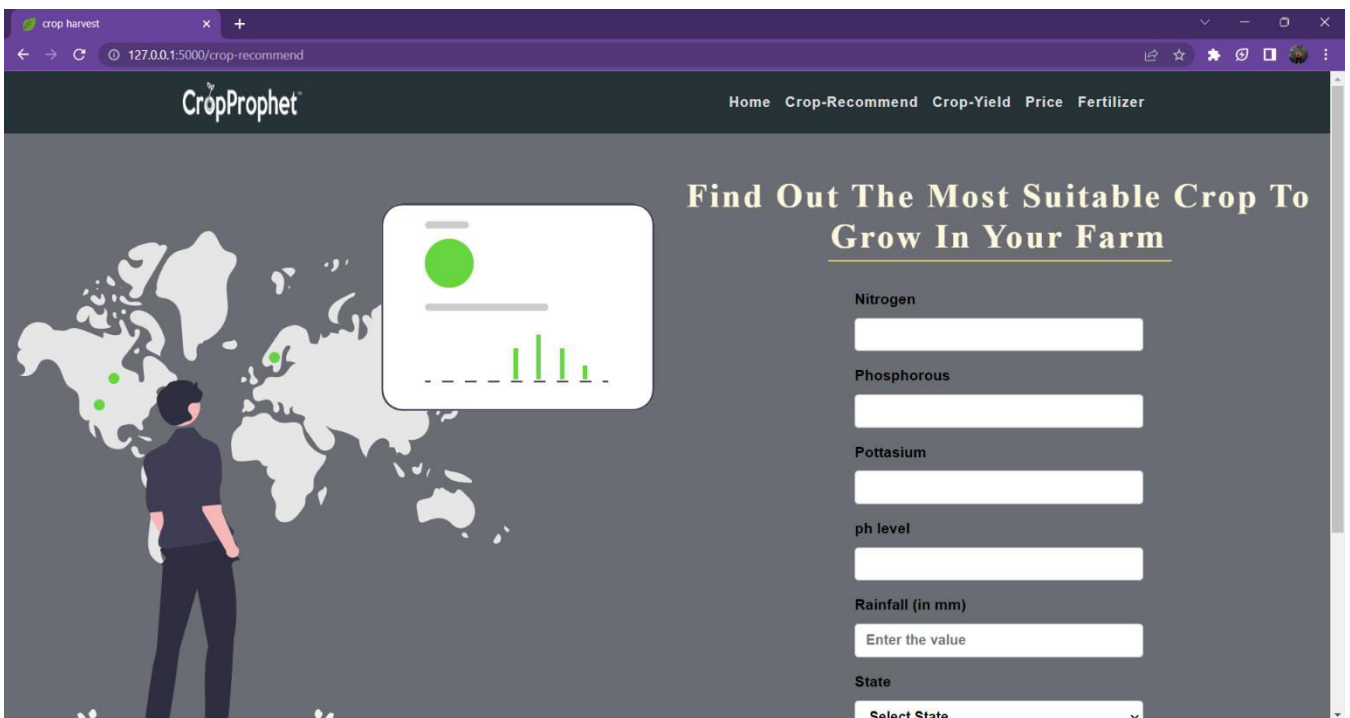 crop harvest
127.0.0.1:5000/crop-recommend
CropProphet
Home Crop-Recommend Crop-Yield Price Fertilizer
Find Out The Most Suitable Crop To
Grow In Your Farm
Nitrogen
Phosphorous
Pottasium
ph level
Rainfall (in mm)
Enter the value
State
Select State